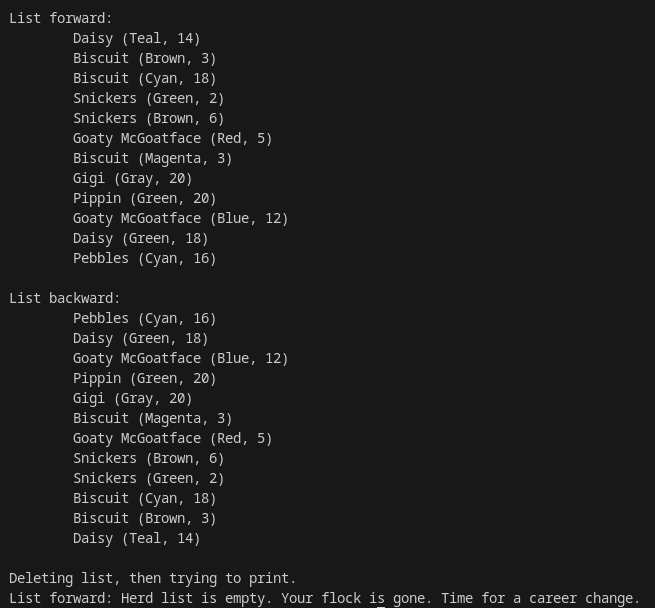 List forward:
Daisy (Teal, 14)
Biscuit (Brown, 3)
Biscuit (Cyan, 18)
Snickers (Green, 2)
Snickers (Brown, 6)
Goaty McGoatface (Red, 5)
Biscuit (Magenta, 3)
Gigi (Gray, 20)
Pippin (Green, 20)
Goaty McGoatface (Blue, 12)
Daisy (Green, 18)
Pebbles (Cyan, 16)
List backward:
Pebbles (Cyan, 16)
Daisy (Green, 18)
Goaty McGoatface (Blue, 12)
Pippin (Green, 20)
Gigi (Gray, 20)
Biscuit (Magenta, 3)
Goaty McGoatface (Red, 5)
Snickers (Brown, 6)
Snickers (Green, 2)
Biscuit (Cyan, 18)
Biscuit (Brown, 3)
Daisy (Teal, 14)
Deleting list, then trying to print.
List forward: Herd list is empty. Your flock is gone. Time for a career change.